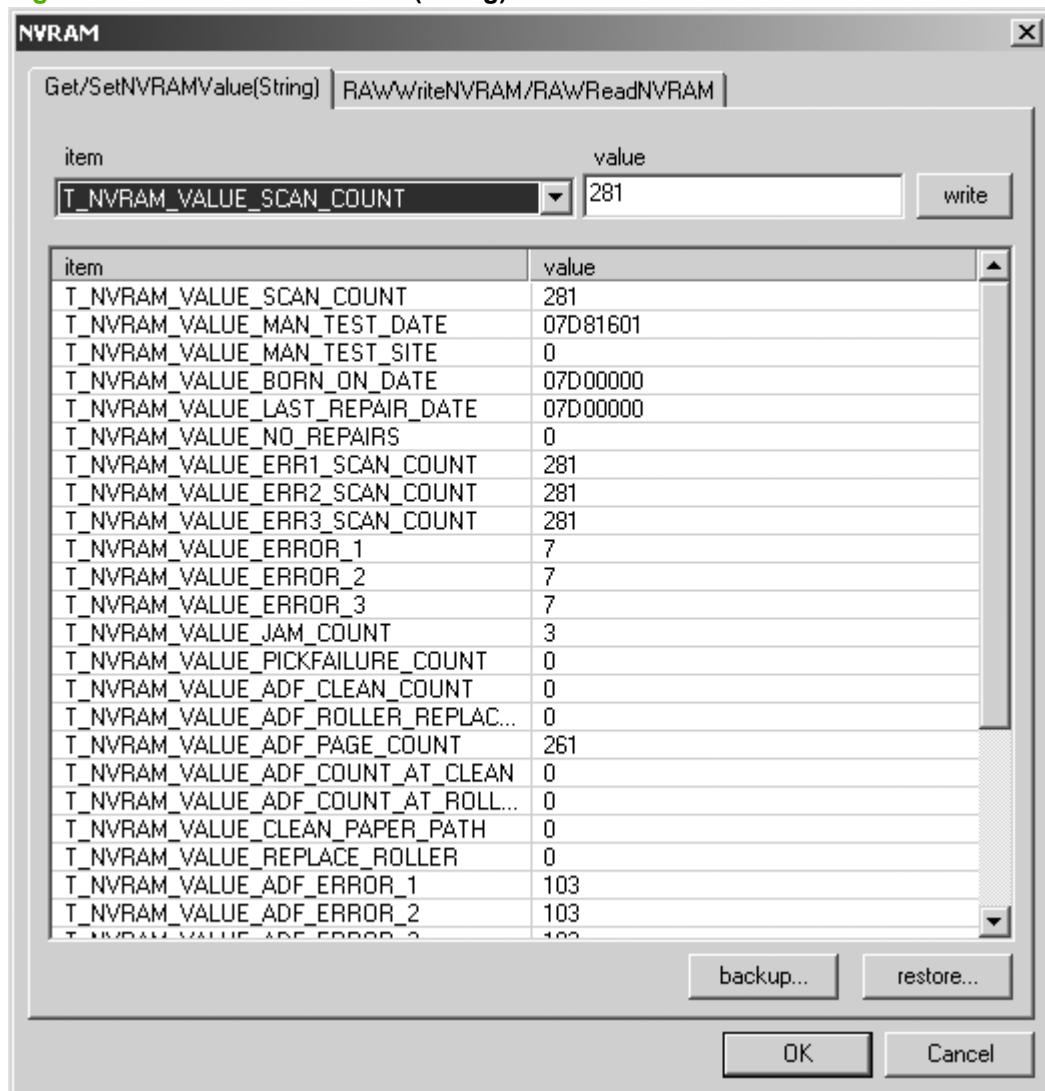 NVRAM
Get/SetNVRAMValue(String) RAWWriteNVRAM/RAWReadNVRAM
item value
T_NVRAM_VALUE_SCAN_COUNT 281 write
item value
T_NVRAM_VALUE_SCAN_COUNT 281
T_NVRAM_VALUE_MAN_TEST_DATE 07D81601
T_NVRAM_VALUE_MAN_TEST_SITE 0
T_NVRAM_VALUE_BORN_ON_DATE 07D00000
T_NVRAM_VALUE_LAST_REPAIR_DATE 07D00000
T_NVRAM_VALUE_NO_REPAIRS 0
T_NVRAM_VALUE_ERR1_SCAN_COUNT 281
T_NVRAM_VALUE_ERR2_SCAN_COUNT 281
T_NVRAM_VALUE_ERR3_SCAN_COUNT 281
T_NVRAM_VALUE_ERROR_1 7
T_NVRAM_VALUE_ERROR_2 7
T_NVRAM_VALUE_ERROR_3 7
T_NVRAM_VALUE_JAM_COUNT 3
T_NVRAM_VALUE_PICKFAILURE_COUNT 0
T_NVRAM_VALUE_ADF_CLEAN_COUNT 0
T_NVRAM_VALUE_ADF_ROLLER_REPLAC... 0
T_NVRAM_VALUE_ADF_PAGE_COUNT 261
T_NVRAM_VALUE_ADF_COUNT_AT_CLEAN 0
T_NVRAM_VALUE_ADF_COUNT_AT_ROLL... 0
T_NVRAM_VALUE_CLEAN_PAPER_PATH 0
T_NVRAM_VALUE_REPLACE_ROLLER 0
T_NVRAM_VALUE_ADF_ERROR_1 103
T_NVRAM_VALUE_ADF_ERROR_2 103
backup... restore...
OK Cancel